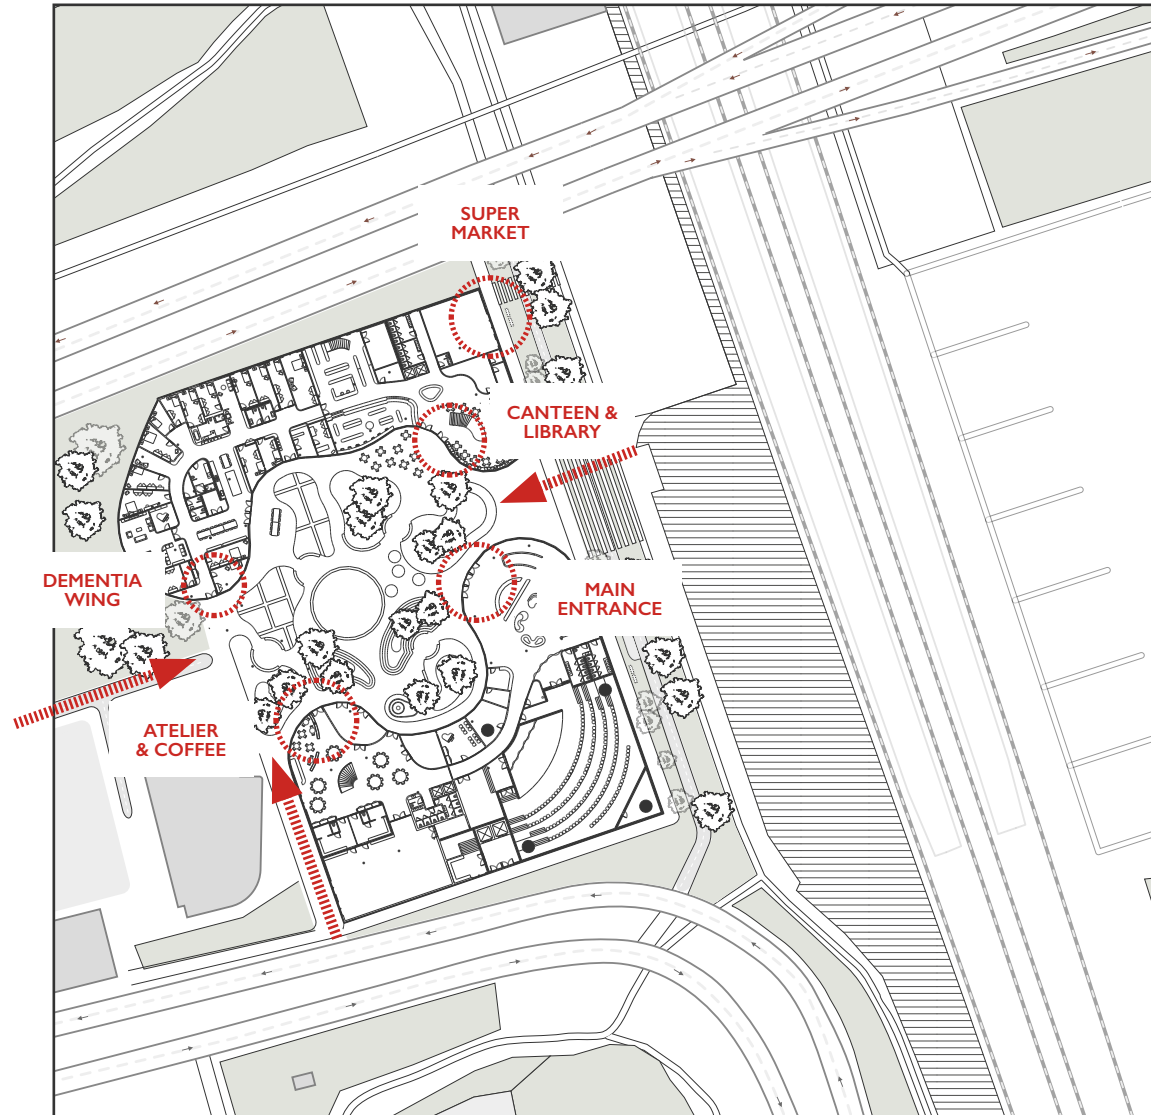 SUPER
MARKET
CANTEEN &
LIBRARY
DEMENTIA
WING
MAIN
ENTRANCE
ATELIER
& COFFEE